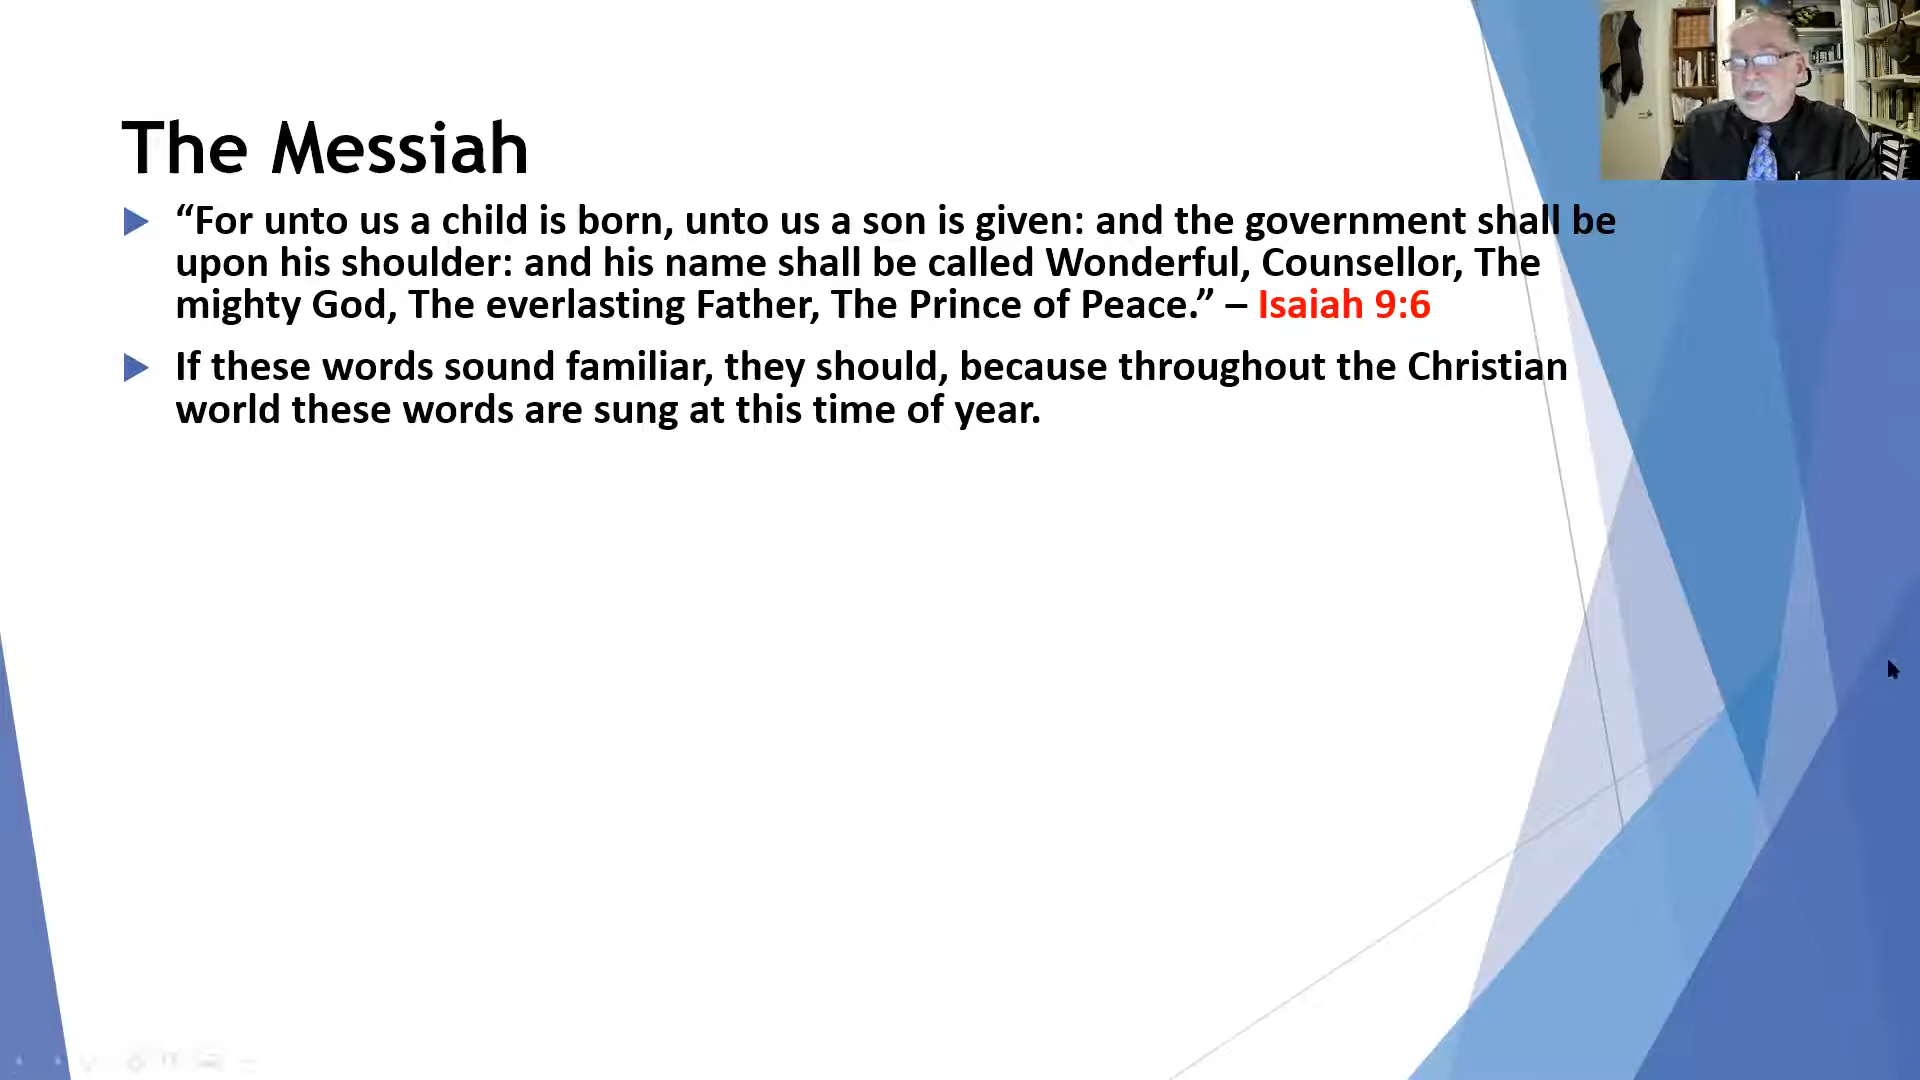 The Messiah
“For unto us a child is born, unto us a son is given: and the government shall be
upon his shoulder: and his name shall be called Wonderful, Counsellor, The
mighty God, The everlasting Father, The Prince of Peace.” – Isaiah 9:6
If these words sound familiar, they should, because throughout the Christian
world these words are sung at this time of year.